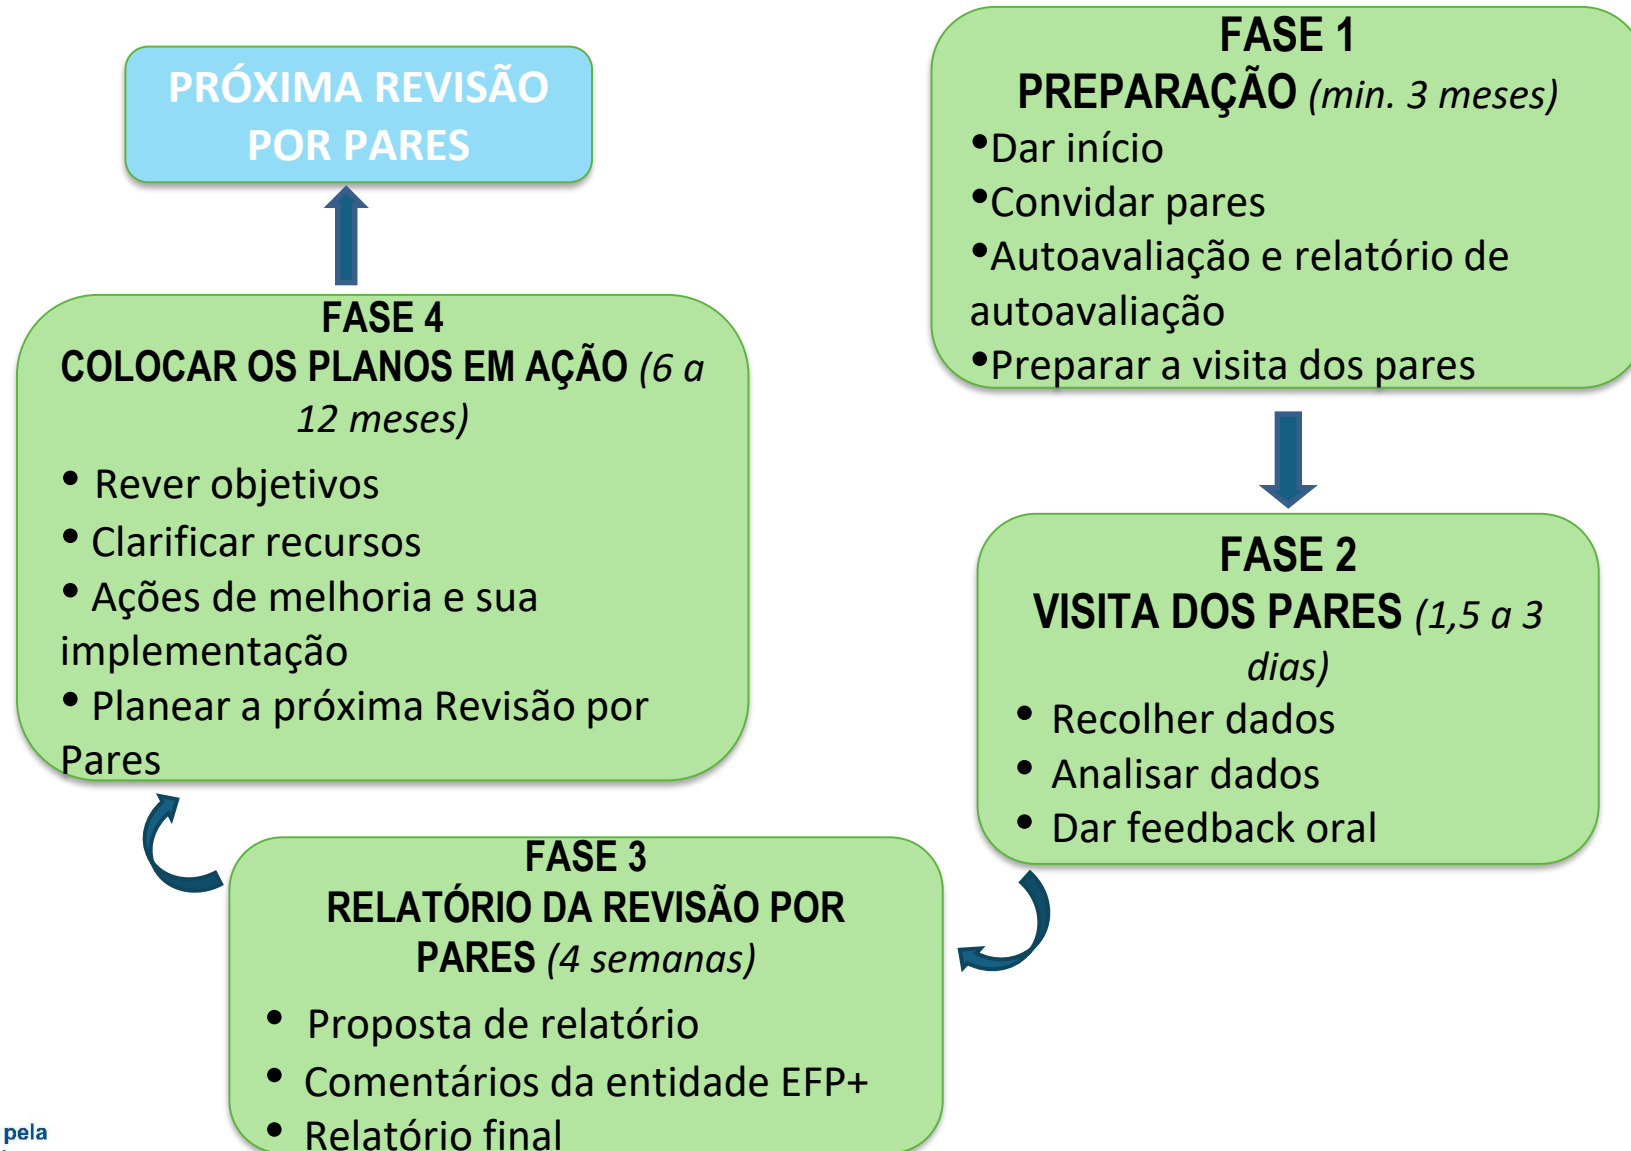 PRÓXIMA REVISÃO
POR PARES
FASE 1
PREPARAÇÃO (min. 3 meses)
•Dar início
•Convidar pares
•Autoavaliação e relatório de
autoavaliação
•Preparar a visita dos pares
FASE 2
VISITA DOS PARES (1,5 a 3
dias)
• Recolher dados
• Analisar dados
• Dar feedback oral
FASE 3
RELATÓRIO DA REVISÃO POR
PARES (4 semanas)
• Proposta de relatório
• Comentários da entidade EFP+
• Relatório final
FASE 4
COLOCAR OS PLANOS EM AÇÃO (6 a
12 meses)
• Rever objetivos
• Clarificar recursos
• Ações de melhoria e sua
implementação
• Planear a próxima Revisão por
Pares
pela